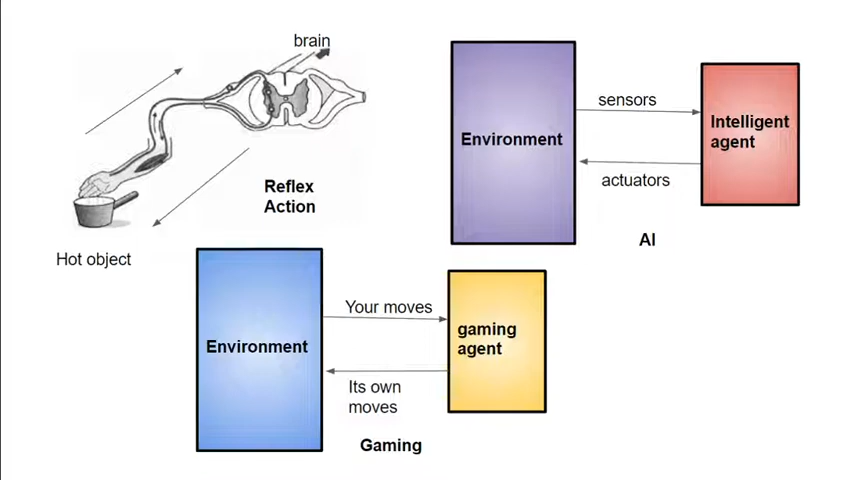 brain
Reflex
Action
Hot object
Environment
sensors
actuators
Intelligent
agent
AI
Environment
Your moves
Its own
moves
gaming
agent
Gaming